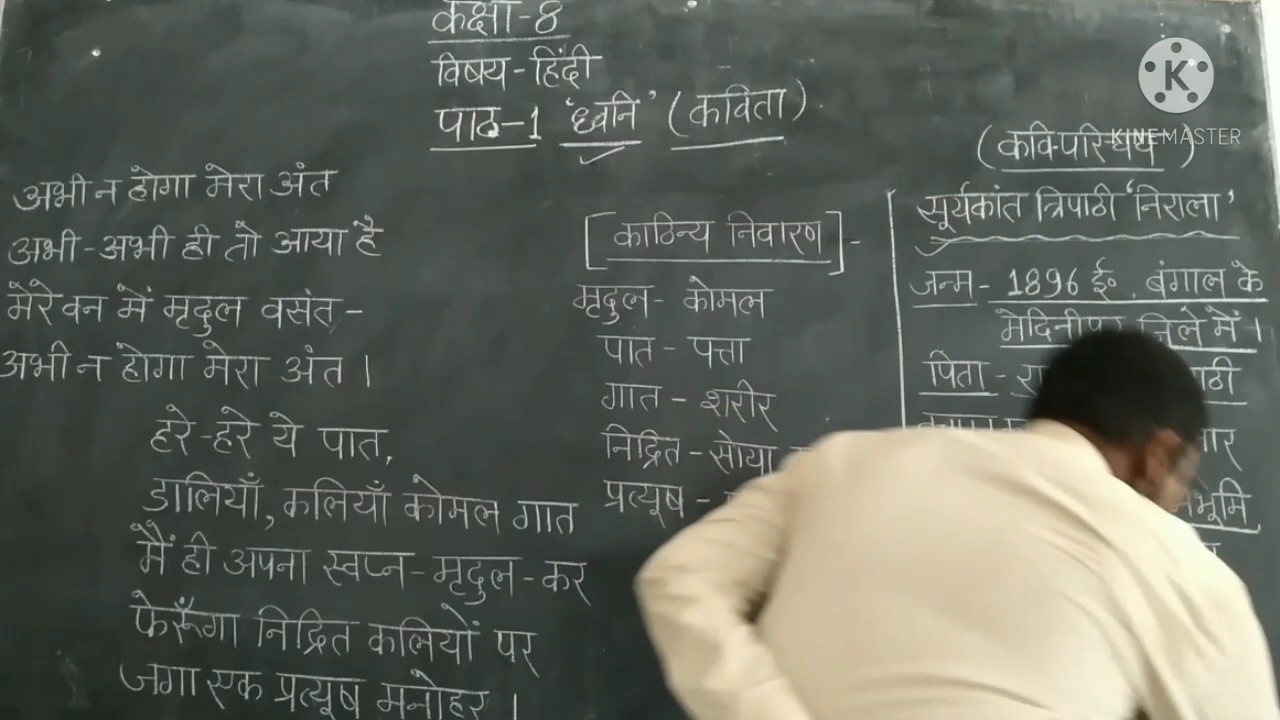 कक्षा-8
विषय-हिंदी
पाठ-1 'ध्वनि' (कविता)
अभी न होगा मेरा अंत
अभी-अभी ही तो आया है
मेरे वन में मृदुल वसंत-
अभी न होगा मेरा अंत।
हरे-हरे ये पात,
डालियाँ, कलियाँ कोमल गात
मैं ही अपना स्वप्न-मृदुल-कर
फेरूँगा निद्रित कलियों पर
जगा एक प्रत्यूष मनोहर।
[काठिन्य निवारण]-
मृदुल- कोमल
पात - पत्ता
गात - शरीर
निद्रित - सोया
प्रत्यूष -
K
KINEMASTER
(कवि-परिचय)
सूर्यकांत त्रिपाठी 'निराला'
जन्म- 1896 ई॰. बंगाल के
मेदिनीपुर जिले में।
पिता -